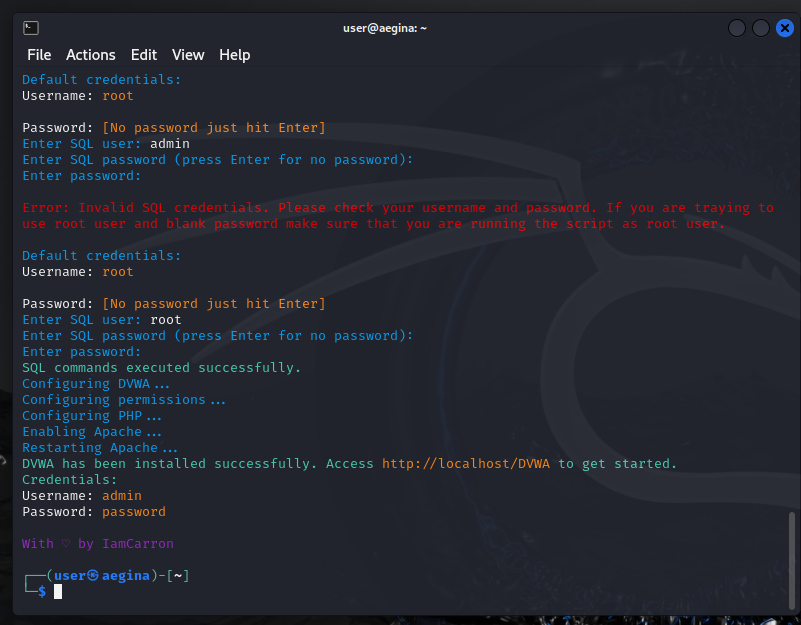 user@aegina: ~
File Actions Edit View Help
Default credentials:
Username: root
Password: [No password just hit Enter]
Enter SQL user: admin
Enter SQL password (press Enter for no password):
Enter password:
Error: Invalid SQL credentials. Please check your username and password. If you are traying to
use root user and blank password make sure that you are running the script as root user.
Default credentials:
Username: root
Password: [No password just hit Enter]
Enter SQL user: root
Enter SQL password (press Enter for no password):
Enter password:
SQL commands executed successfully.
Configuring DVWA...
Configuring permissions...
Configuring PHP...
Enabling Apache...
Restarting Apache...
DVWA has been installed successfully. Access http://localhost/DVWA to get started.
Credentials:
Username: admin
Password: password
With ♡ by IamCarron
┌──(user㉿aegina)-[~]
└─$